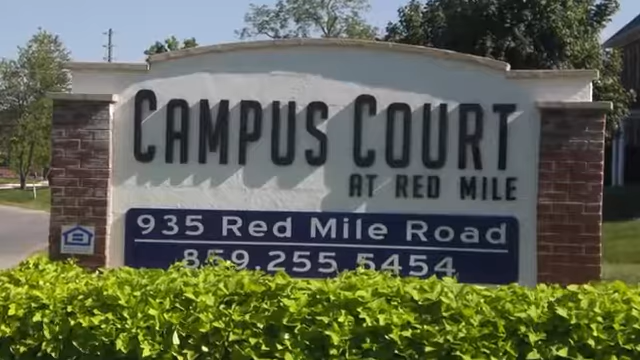 CAMPUS COURT
AT RED MILE
935 Red Mile Road
859.255.5454